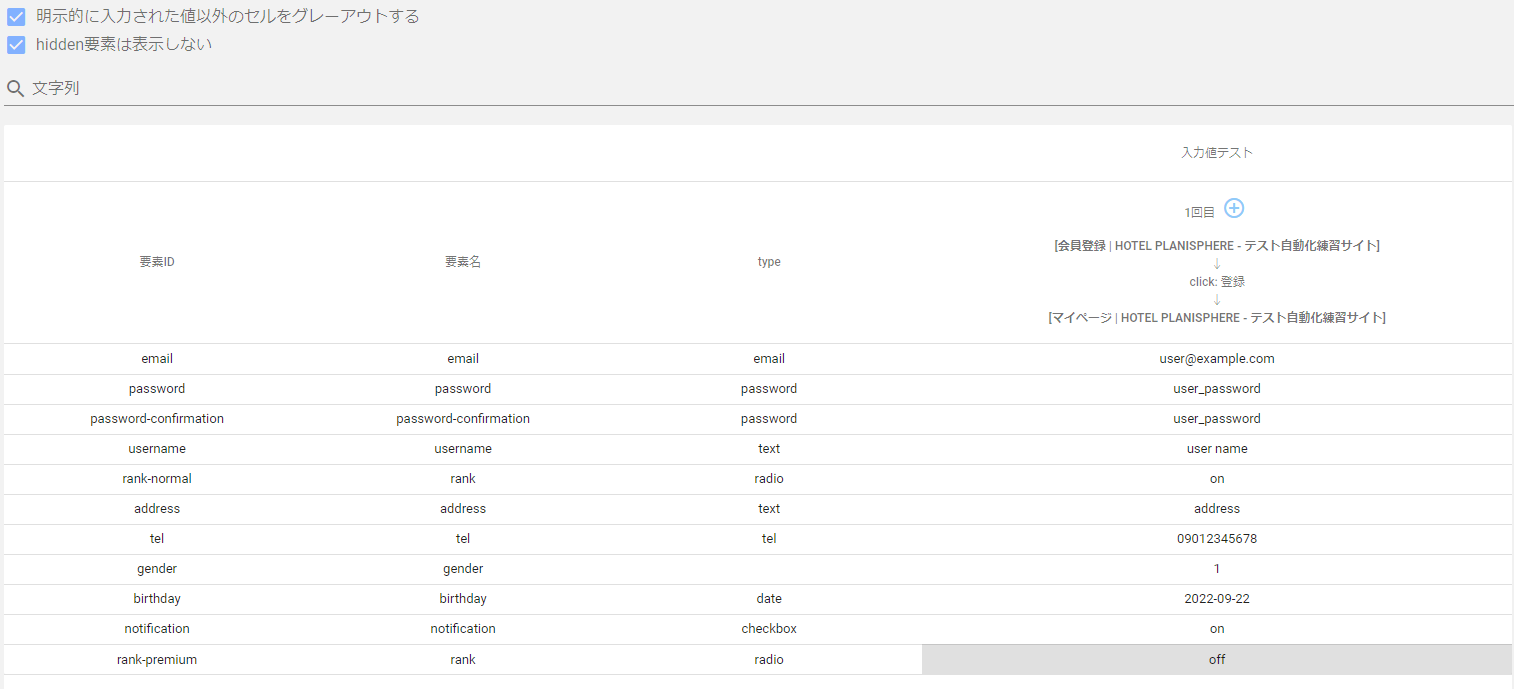 明示的に入力された値以外のセルをグレーアウトする
hidden要素は表示しない
文字列
入力値テスト
1回目
[会員登録 | HOTEL PLANISPHERE - テスト自動化練習サイト]
↓
click: 登録
↓
[マイページ | HOTEL PLANISPHERE - テスト自動化練習サイト]
要素ID 要素名 type
email email email user@example.com
password password password user_password
password-confirmation password-confirmation password user_password
username username text user name
rank-normal rank radio on
address address text address
tel tel tel 09012345678
gender gender 1
birthday birthday date 2022-09-22
notification notification checkbox on
rank-premium rank radio off